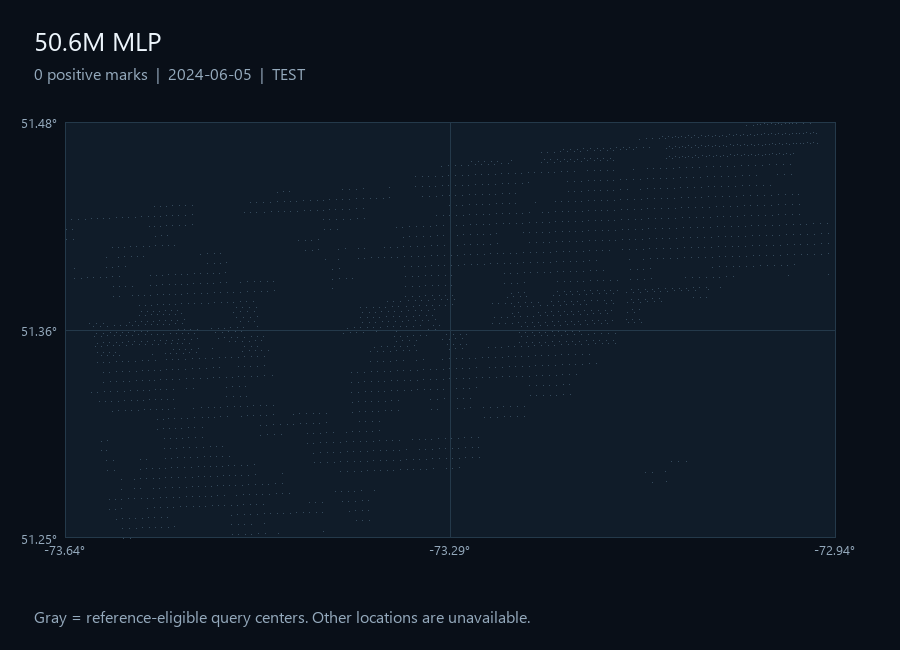 50.6M MLP
0 positive marks | 2024-06-05 | TEST
51.48°
51.36°
51.25°
-73.64°
-73.29°
-72.94°
Gray = reference-eligible query centers. Other locations are unavailable.